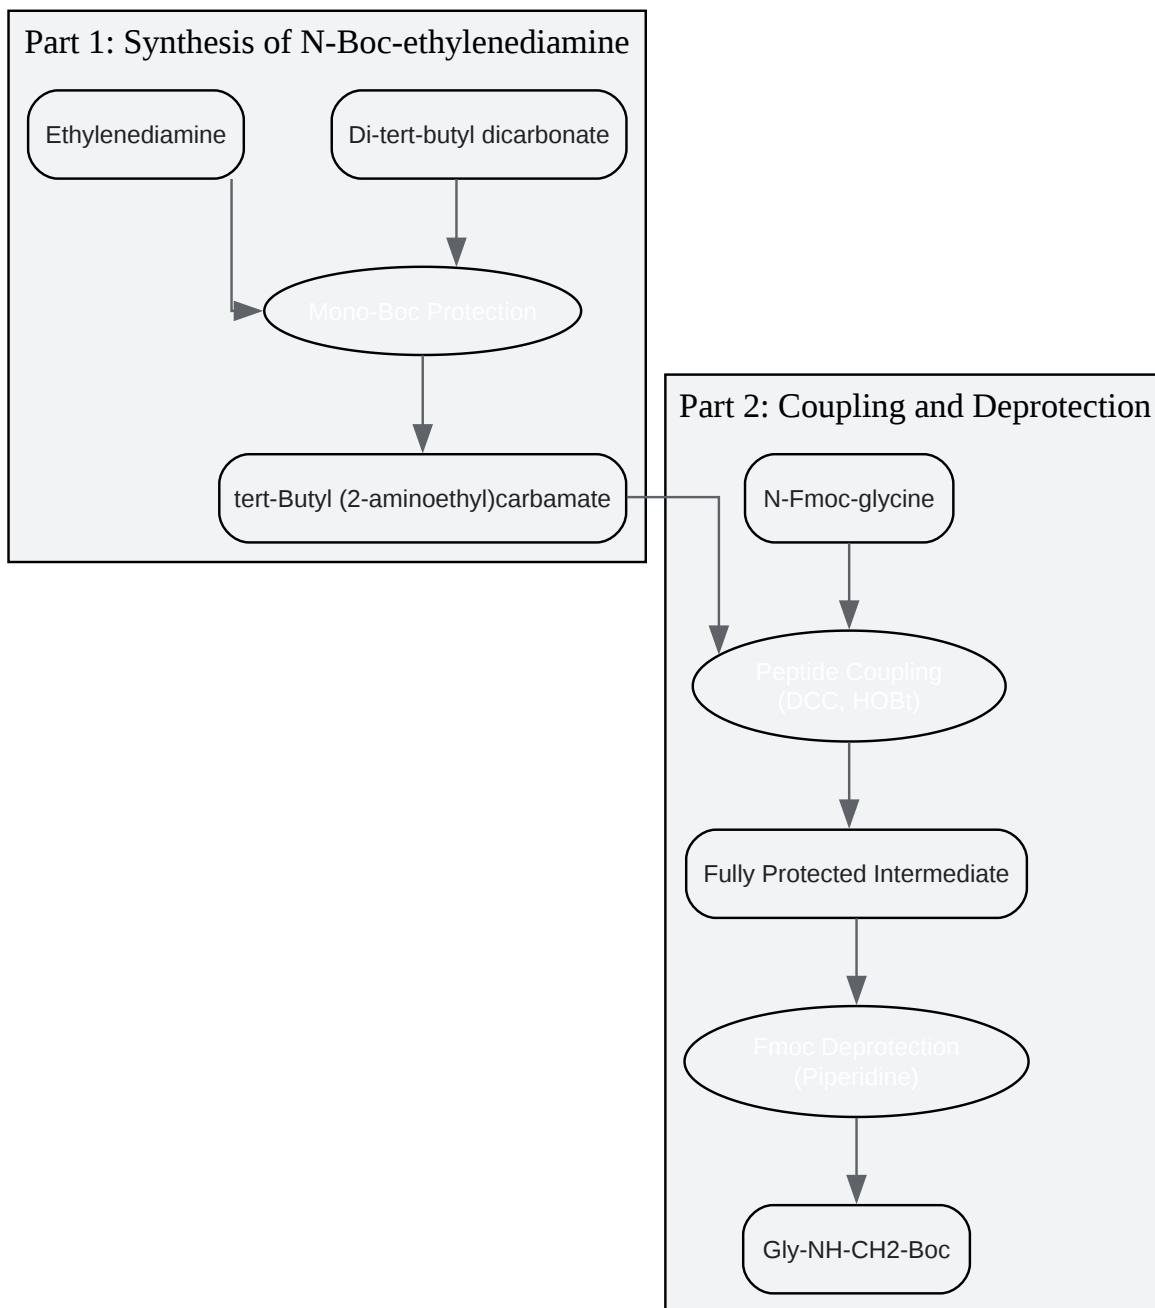 Part 1: Synthesis of N-Boc-ethylenediamine
Ethylenediamine
Di-tert-butyl dicarbonate
Mono-Boc Protection
tert-Butyl (2-aminoethyl)carbamate
Part 2: Coupling and Deprotection
N-Fmoc-glycine
Peptide Coupling
(DCC, HOBt)
Fully Protected Intermediate
Fmoc Deprotection
(Piperidine)
Gly-NH-CH2-Boc